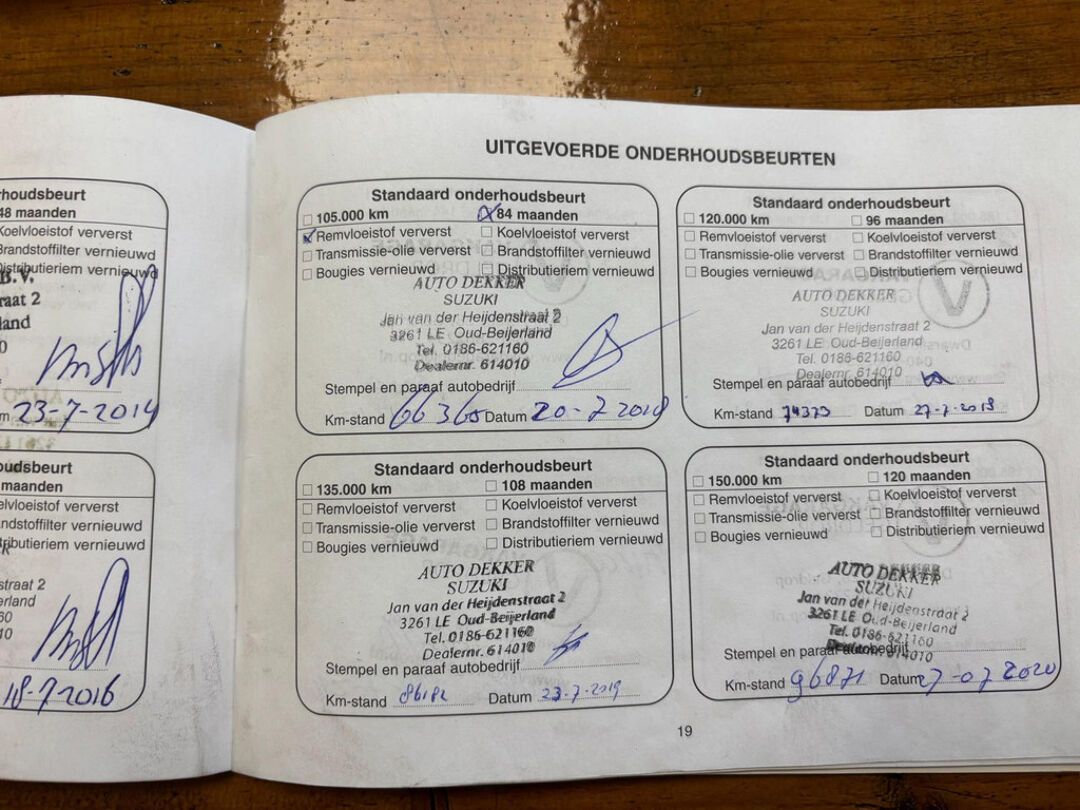 houdsbeurt
48 maanden
Koelvloeistof ververst
Brandstoffilter vernieuwd
Distributieriem vernieuwd
B.V.
raat 2
land
0
23-7-2014
oudsbeurt
maanden
elvloeistof ververst
ndstoffilter vernieuwd
tributieriem vernieuwd
straat 2
erland
60
10
18-7-2016
UITGEVOERDE ONDERHOUDSBEURTEN
Standaard onderhoudsbeurt
105.000 km 84 maanden
Remvloeistof ververst Koelvloeistof ververst
Transmissie-olie ververst Brandstoffilter vernieuwd
Bougies vernieuwd Distributieriem vernieuwd
AUTO DEKKER
SUZUKI
Jan van der Heijdenstraat 2
3261 LE Oud-Beijerland
Tel. 0186-621160
Dealernr. 614010
Stempel en paraaf autobedrijf
Km-stand 66365 Datum 20-7
Standaard onderhoudsbeurt
120.000 km 96 maanden
Remvloeistof ververst Koelvloeistof ververst
Transmissie-olie ververst Brandstoffilter vernieuwd
Bougies vernieuwd Distributieriem vernieuwd
AUTO DEKKER
SUZUKI
Jan van der Heijdenstraat 2
3261 LE Oud-Beijerland
Tel. 0186-621160
Dealernr. 614010
Stempel en paraaf autobedrijf
Km-stand 74373 Datum 27-7-2018
Standaard onderhoudsbeurt
135.000 km 108 maanden
Remvloeistof ververst Koelvloeistof ververst
Transmissie-olie ververst Brandstoffilter vernieuwd
Bougies vernieuwd Distributieriem vernieuwd
AUTO DEKKER
SUZUKI
Jan van der Heijdenstraat 2
3261 LE Oud-Beijerland
Tel. 0186-621160
Dealernr. 614010
Stempel en paraaf autobedrijf
Km-stand 86182 Datum 23-7-2019
Standaard onderhoudsbeurt
150.000 km 120 maanden
Remvloeistof ververst Koelvloeistof ververst
Transmissie-olie ververst Brandstoffilter vernieuwd
Bougies vernieuwd Distributieriem vernieuwd
AUTO DEKKER
SUZUKI
Jan van der Heijdenstraat 2
3261 LE Oud-Beijerland
Tel. 0186-621160
Dealernr. 614010
Stempel en paraaf autobedrijf
Km-stand 96871 Datum 27-07 2020
19